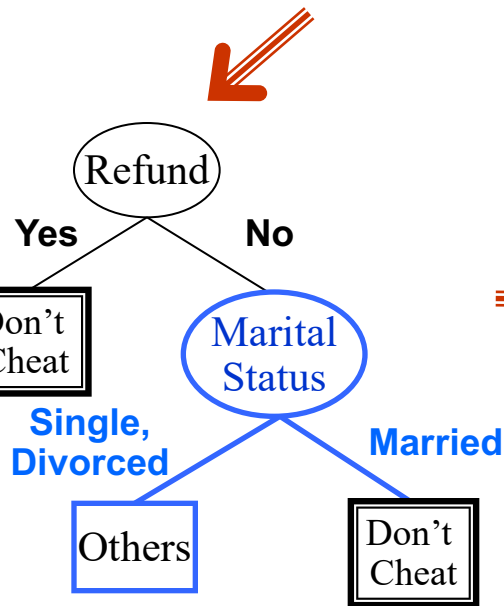 Refund
Yes
No
Don't
Cheat
Marital
Status
Single,
Divorced
Married
Others
Don't
Cheat